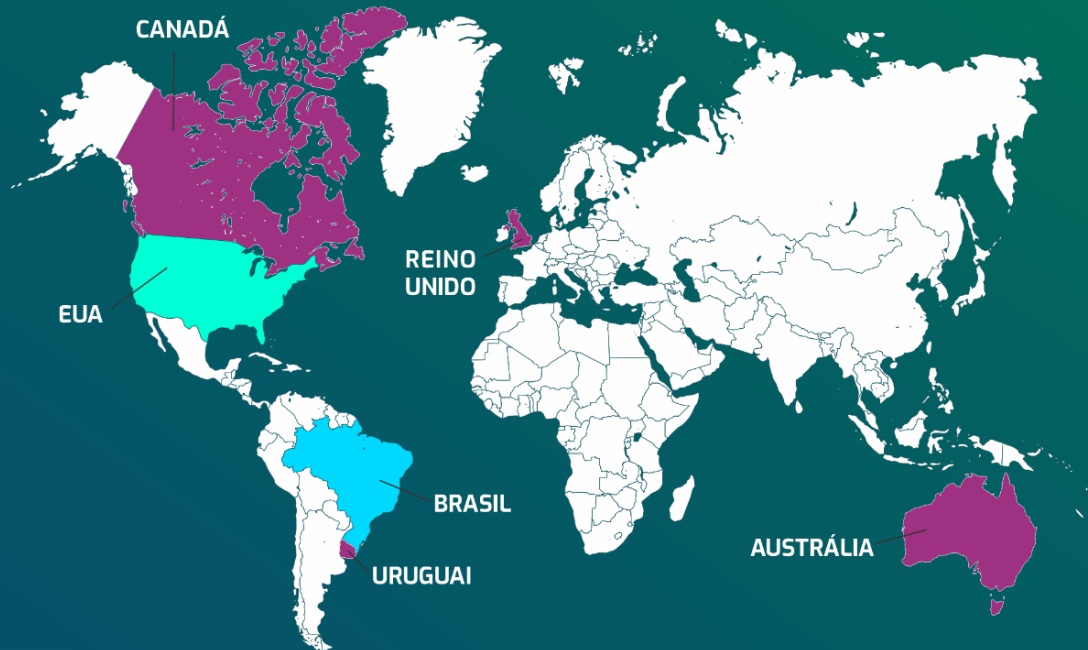 CANADÁ
REINO
UNIDO
EUA
BRASIL
AUSTRÁLIA
URUGUAI